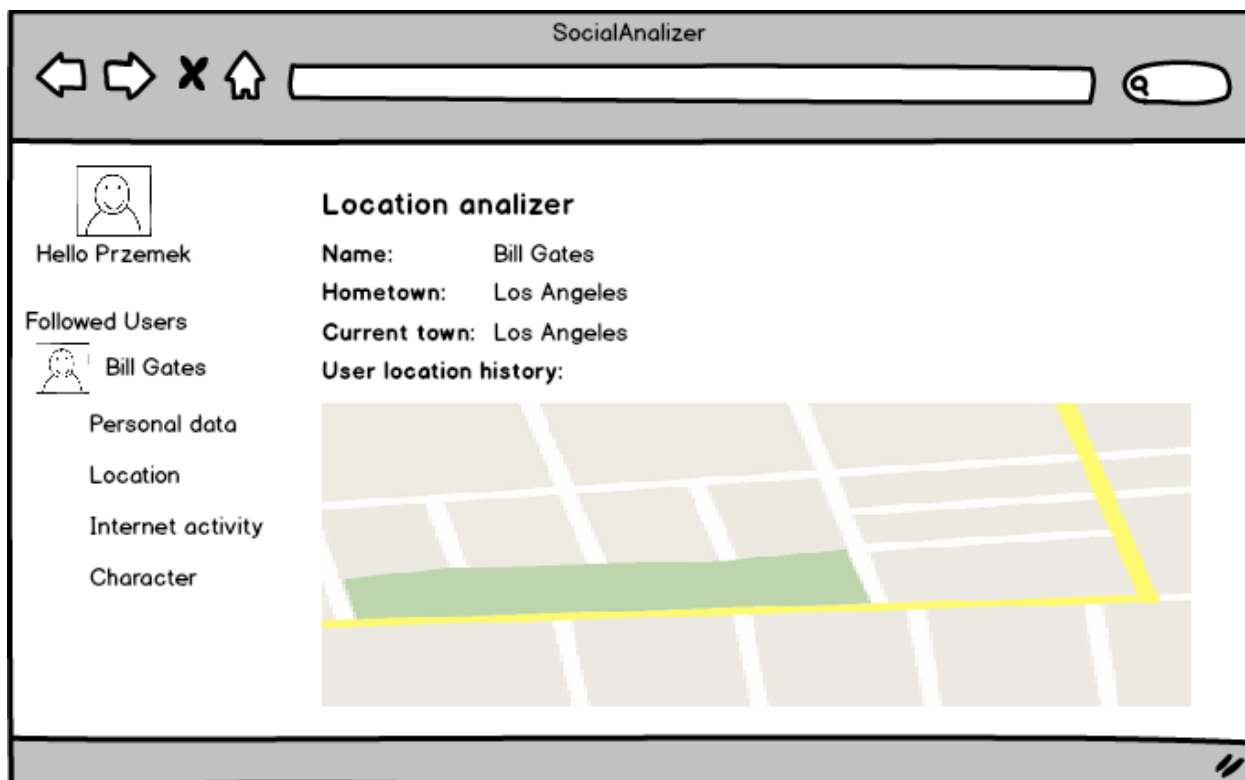 SocialAnalizer
Hello Przemek
Followed Users
Bill Gates
Personal data
Location
Internet activity
Character
Location analizer
Name: Bill Gates
Hometown: Los Angeles
Current town: Los Angeles
User location history: